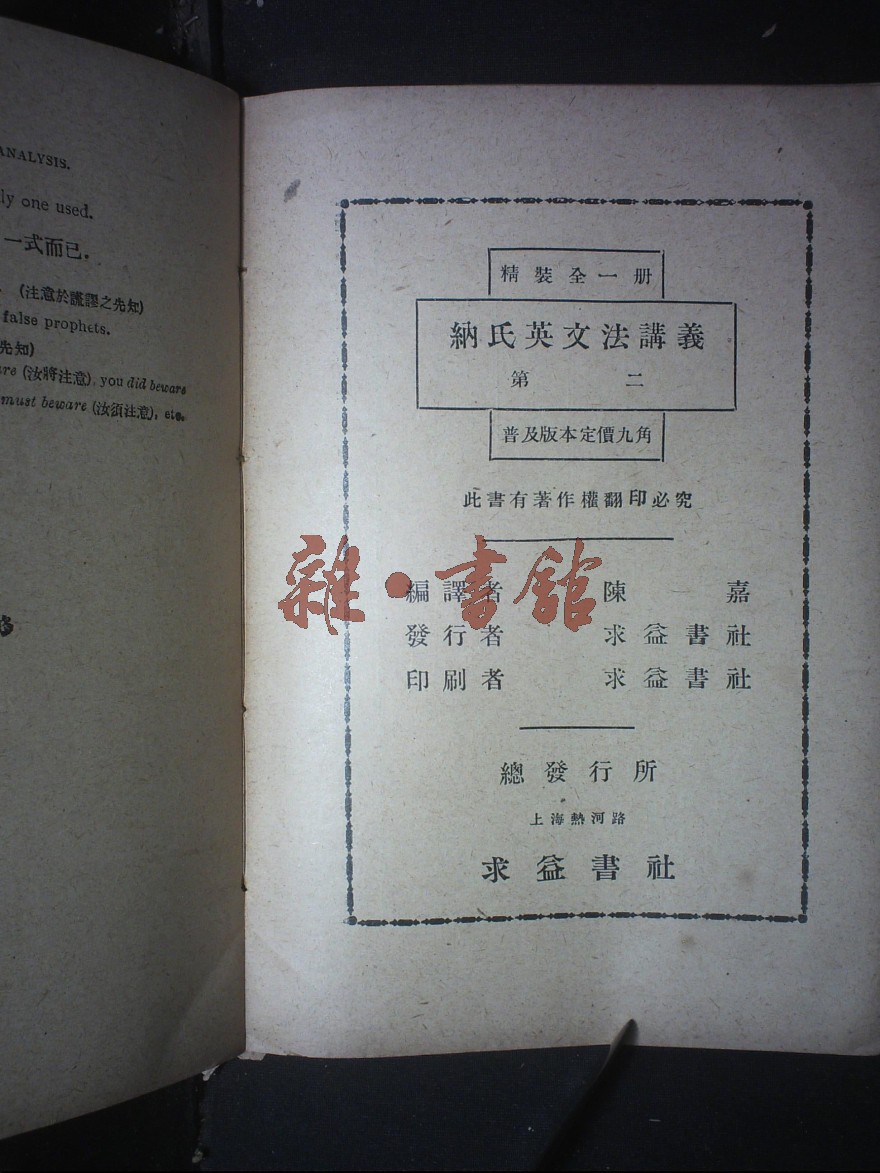 ANALYSIS.
ly one used.
一式而已.
(注意於謊謬之先知)
false prophets.
先知)
re (汝將注意), you did beware
must beware (汝須注意), etc.
精裝全一册
納氏英文法講義
第 二
普及版本定價九角
此書有著作權翻印必究
雜·書館
編譯者 陳 嘉
發行者 求益書社
印刷者 求益書社
總發行所
上海熱河路
求益書社